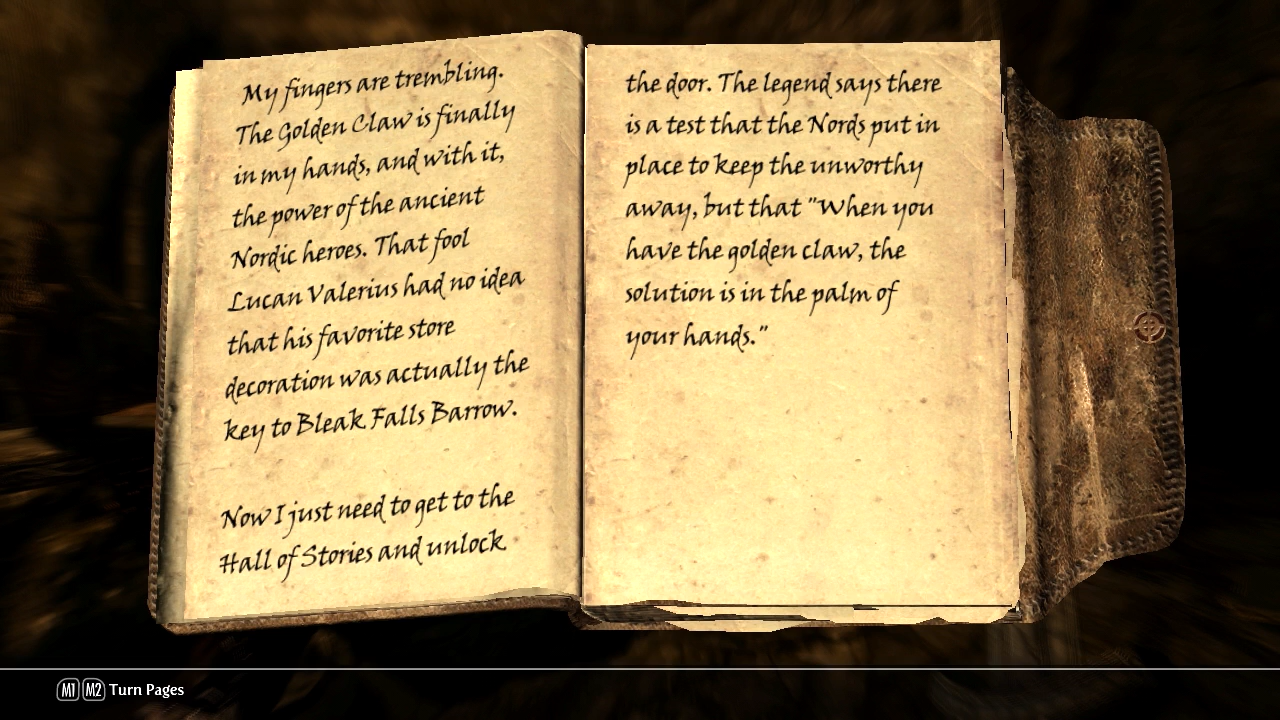 My fingers are trembling.
The Golden Claw is finally
in my hands, and with it,
the power of the ancient
Nordic heroes. That fool
Lucan Valerius had no idea
that his favorite store
decoration was actually the
key to Bleak Falls Barrow.
Now I just need to get to the
Hall of Stories and unlock
the door. The legend says there
is a test that the Nords put in
place to keep the unworthy
away, but that "When you
have the golden claw, the
solution is in the palm of
your hands."
M1 M2 Turn Pages